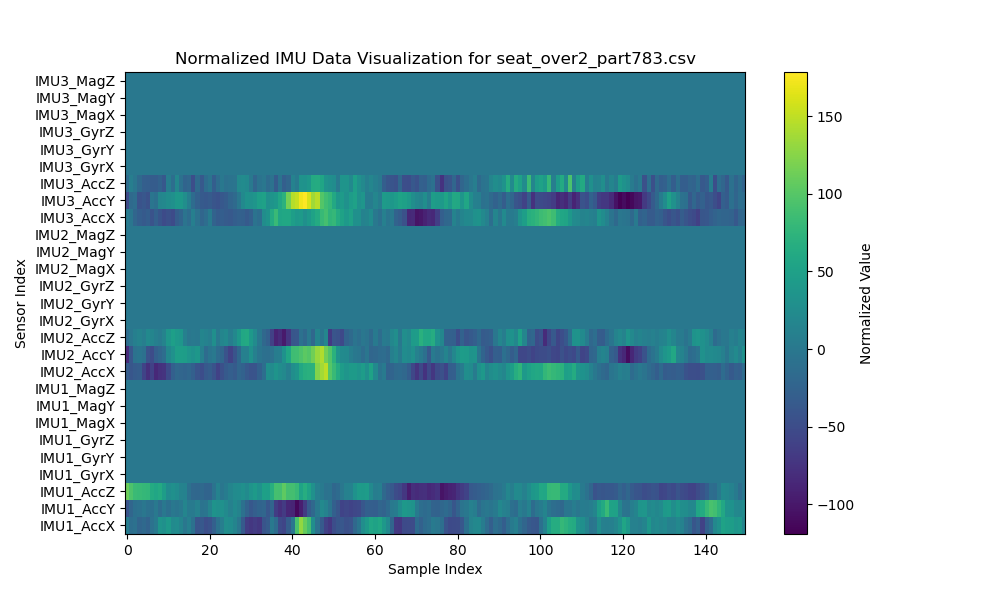 Normalized IMU Data Visualization for seat_over2_part783.csv
IMU3_MagZ
IMU3_MagY
IMU3_MagX
IMU3_GyrZ
IMU3_GyrY
IMU3_GyrX
IMU3_AccZ
IMU3_AccY
IMU3_AccX
IMU2_MagZ
IMU2_MagY
IMU2_MagX
IMU2_GyrZ
IMU2_GyrY
IMU2_GyrX
IMU2_AccZ
IMU2_AccY
IMU2_AccX
IMU1_MagZ
IMU1_MagY
IMU1_MagX
IMU1_GyrZ
IMU1_GyrY
IMU1_GyrX
IMU1_AccZ
IMU1_AccY
IMU1_AccX
Sensor Index
0 20 40 60 80 100 120 140
Sample Index
150
100
50
0
−50
−100
Normalized Value